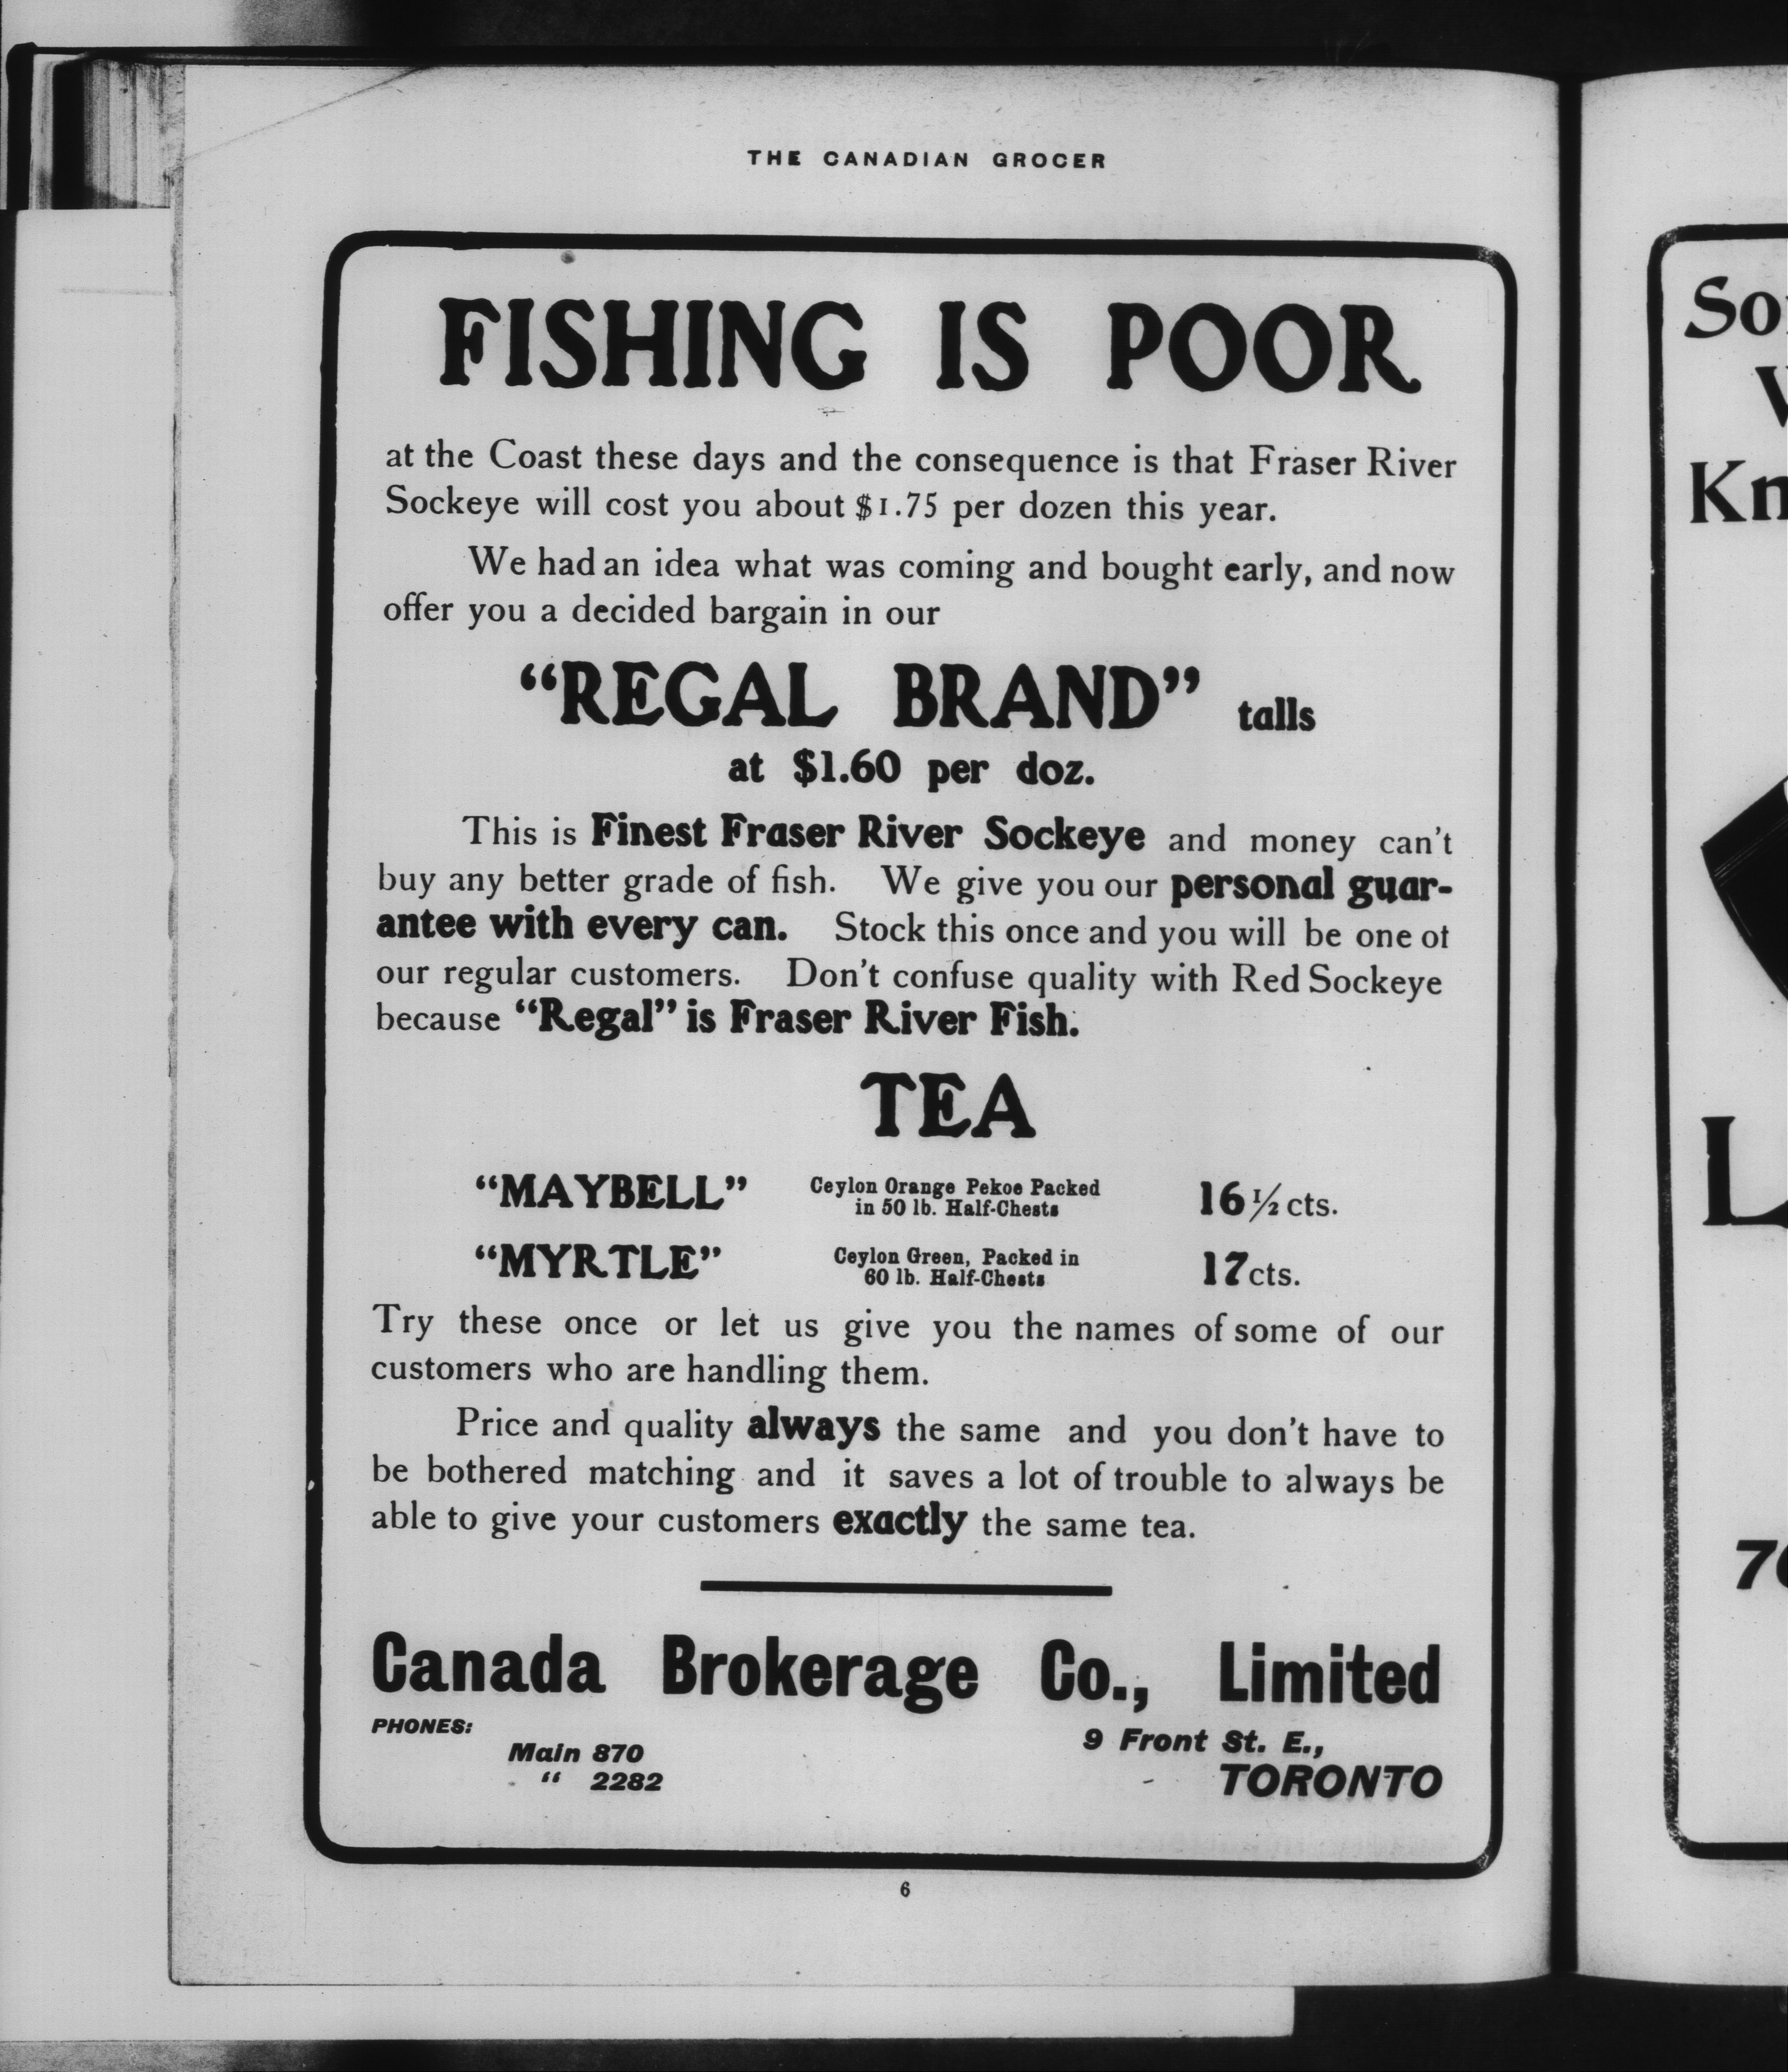 THE CANADIAN GROCER
FISHING IS POOR
at the Coast these days and the consequence is that Fraser River
Sockeye will cost you about $1.75 per dozen this year.
We had an idea what was coming and bought early, and now
offer you a decided bargain in our
“REGAL BRAND” talls
at $1.60 per doz.
This is Finest Fraser River Sockeye and money can't
buy any better grade of fish. We give you our personal guar-
antee with every can. Stock this once and you will be one of
our regular customers. Don't confuse quality with Red Sockeye
because “Regal” is Fraser River Fish.
TEA
“MAYBELL” Ceylon Orange Pekoe Packed
in 50 lb. Half-Chests 16½ cts.
“MYRTLE” Ceylon Green, Packed in
60 lb. Half-Chests 17 cts.
Try these once or let us give you the names of some of our
customers who are handling them.
Price and quality always the same and you don't have to
be bothered matching and it saves a lot of trouble to always be
able to give your customers exactly the same tea.
Canada Brokerage Co., Limited
PHONES:
Main 870
“ 2282
9 Front St. E.,
TORONTO
6